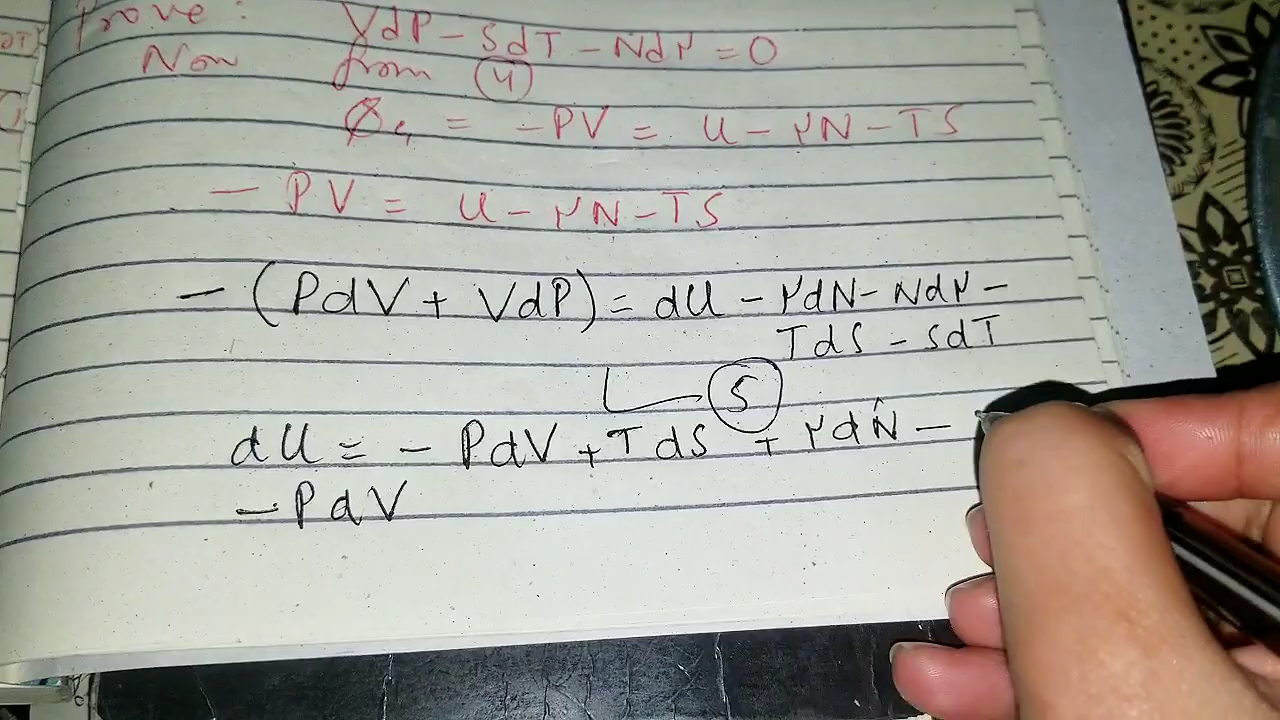 Prove: VdP – SdT – Ndμ = 0
Now from (4)
Φ₄ = –PV = U – μN – TS
– PV = U – μN – TS
– (PdV + VdP) = dU – μdN – Ndμ –
TdS – SdT
(5)
dU = – PdV + TdS + μdN –
– PdV